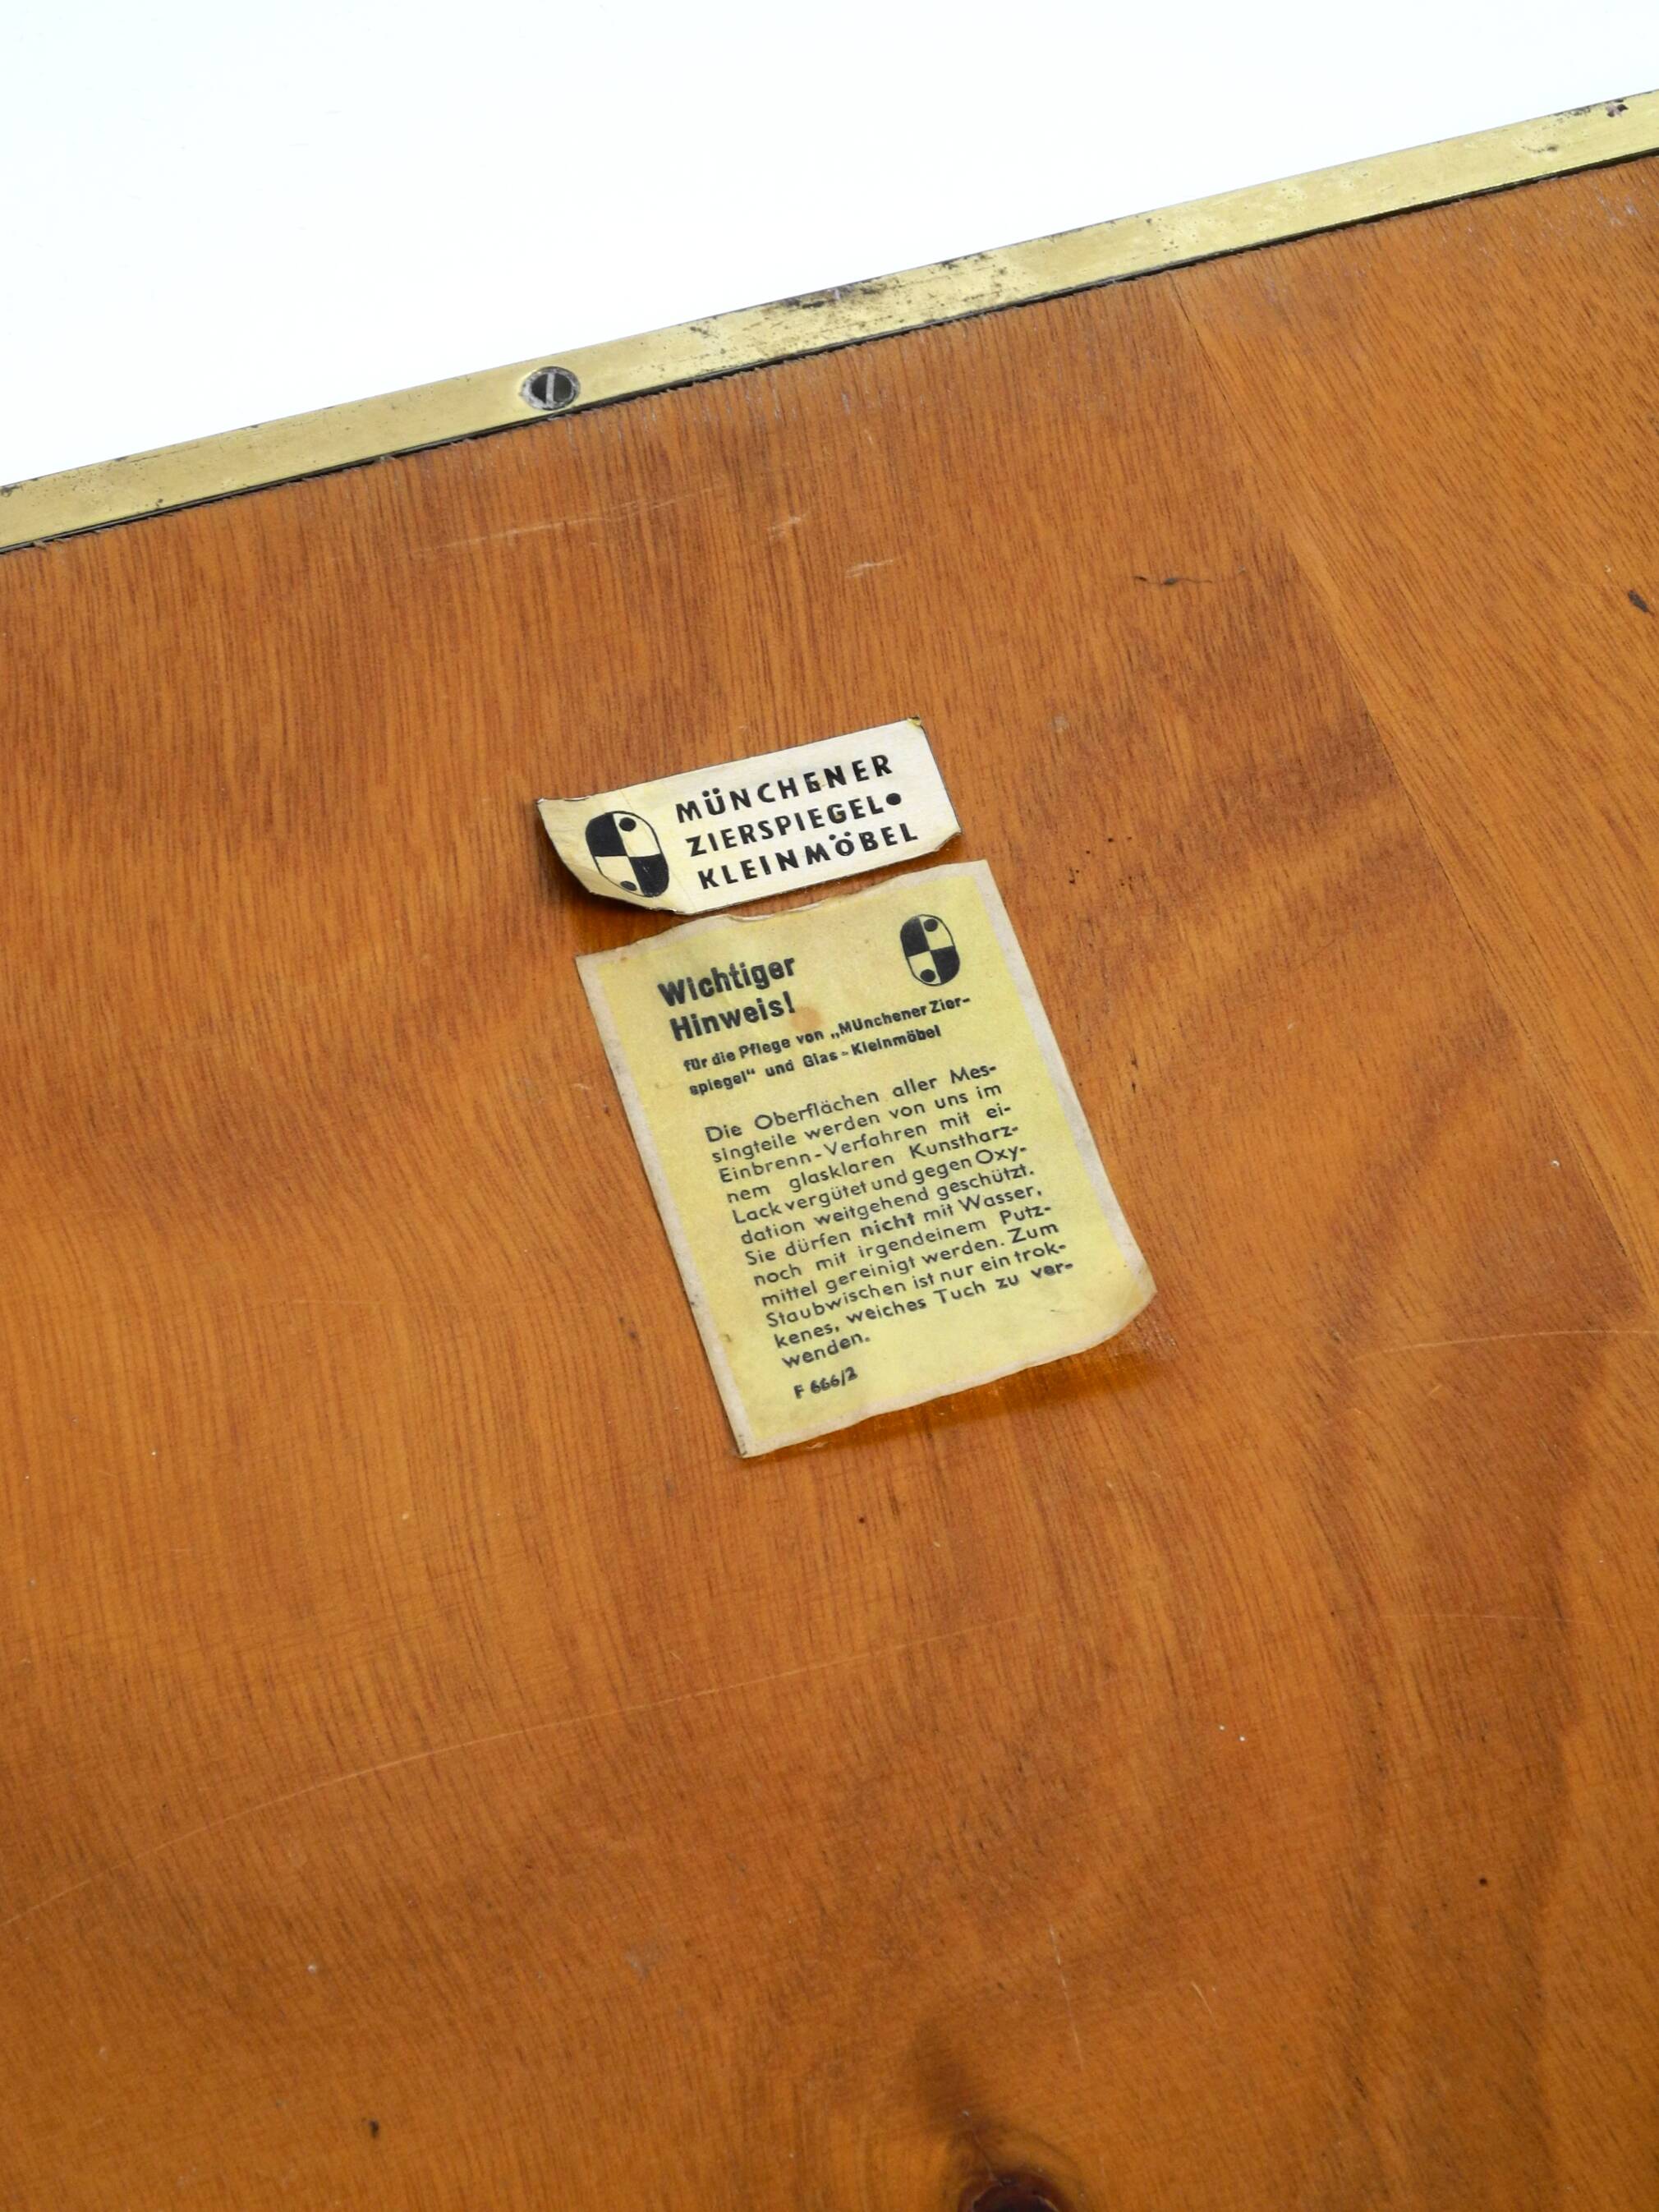 MÜNCHENER
ZIERSPIEGEL•
KLEINMÖBEL
Wichtiger
Hinweis!
für die Pflege von „Münchener Zier-
spiegel“ und Glas-Kleinmöbel
Die Oberflächen aller Mes-
singteile werden von uns im
Einbrenn-Verfahren mit ei-
nem glasklaren Kunstharz-
Lack vergütet und gegen Oxy-
dation weitgehend geschützt.
Sie dürfen nicht mit Wasser,
noch mit irgendeinem Putz-
mittel gereinigt werden. Zum
Staubwischen ist nur ein trok-
kenes, weiches Tuch zu ver-
wenden.
F 666/2